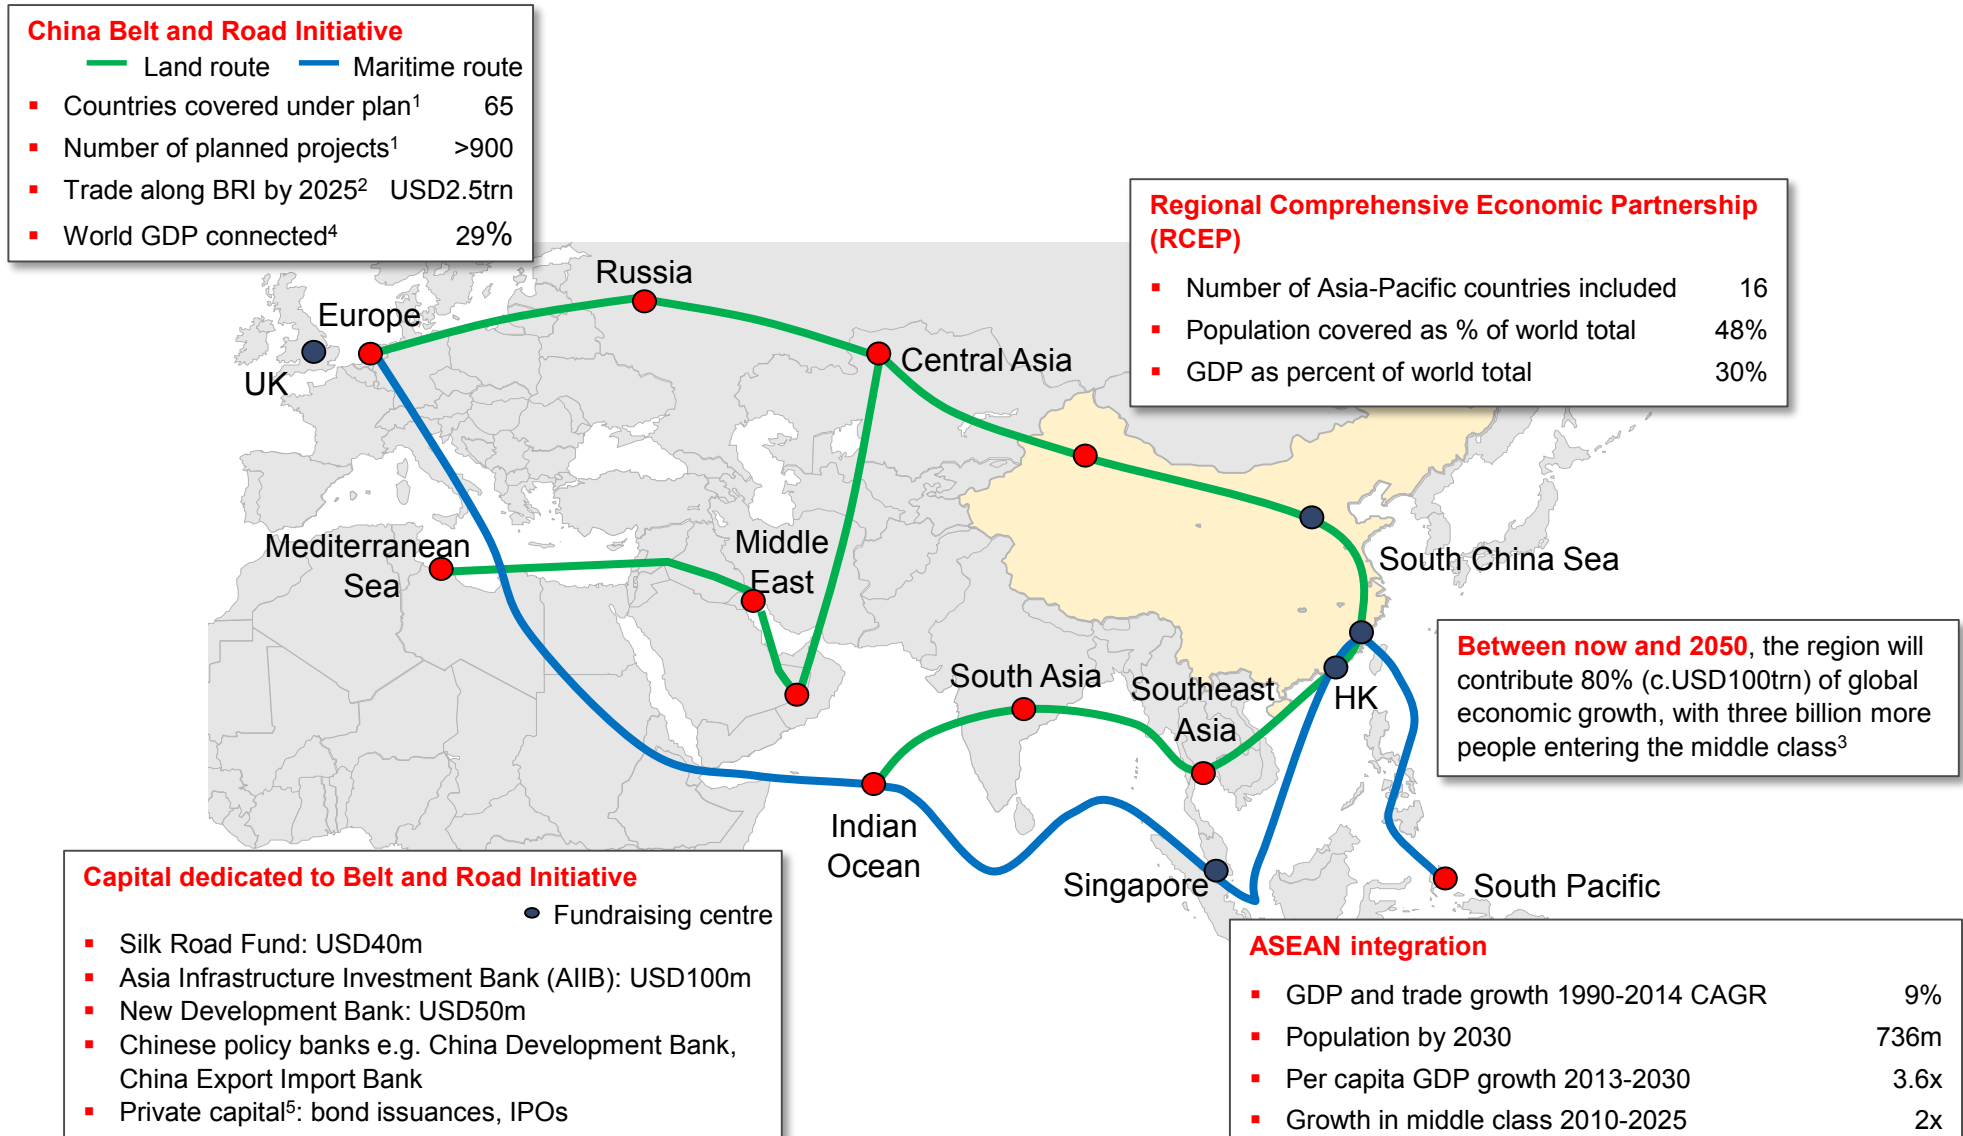 China Belt and Road Initiative
Land route Maritime route
▪ Countries covered under plan¹ 65
▪ Number of planned projects¹ >900
▪ Trade along BRI by 2025² USD2.5trn
▪ World GDP connected⁴ 29%
Regional Comprehensive Economic Partnership
(RCEP)
▪ Number of Asia-Pacific countries included 16
▪ Population covered as % of world total 48%
▪ GDP as percent of world total 30%
Russia
Europe
UK
Central Asia
Mediterranean
Sea
Middle
East
South China Sea
South Asia
Southeast
Asia
HK
Indian
Ocean
Singapore
South Pacific
Between now and 2050, the region will
contribute 80% (c.USD100trn) of global
economic growth, with three billion more
people entering the middle class³
Capital dedicated to Belt and Road Initiative
Fundraising centre
▪ Silk Road Fund: USD40m
▪ Asia Infrastructure Investment Bank (AIIB): USD100m
▪ New Development Bank: USD50m
▪ Chinese policy banks e.g. China Development Bank,
China Export Import Bank
▪ Private capital⁵: bond issuances, IPOs
ASEAN integration
▪ GDP and trade growth 1990-2014 CAGR 9%
▪ Population by 2030 736m
▪ Per capita GDP growth 2013-2030 3.6x
▪ Growth in middle class 2010-2025 2x